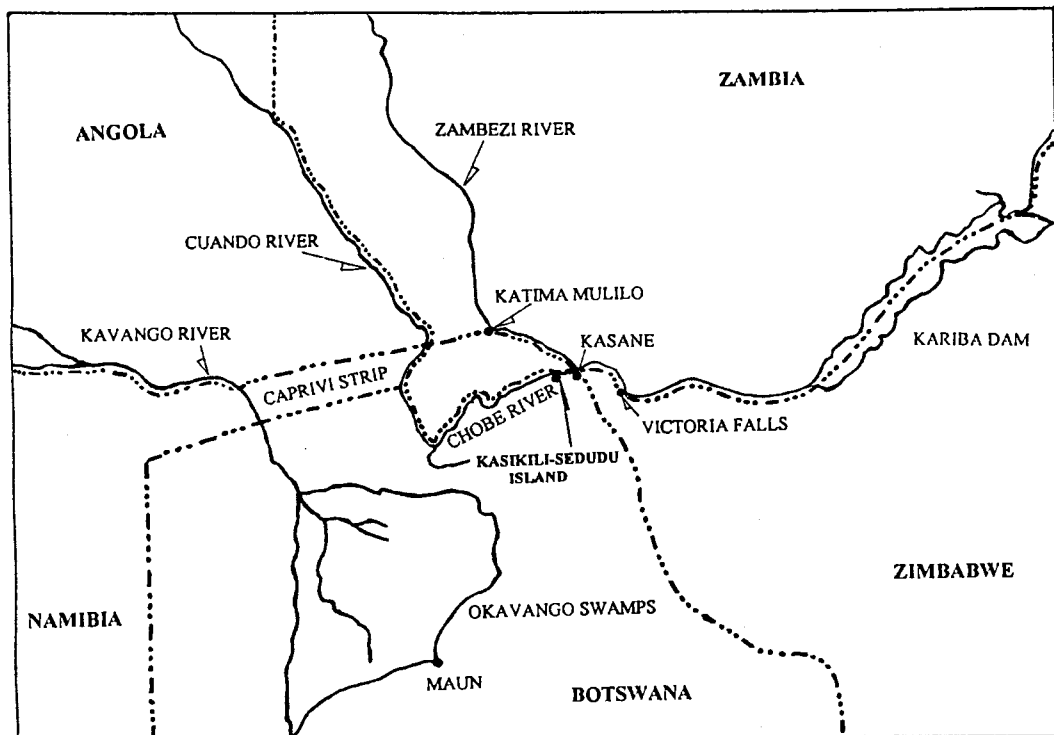 ZAMBIA
ANGOLA
ZAMBEZI RIVER
CUANDO RIVER
KATIMA MULILO
KAVANGO RIVER
KASANE
KARIBA DAM
CAPRIVI STRIP
CHOBE RIVER
VICTORIA FALLS
KASIKILI-SEDUDU
ISLAND
ZIMBABWE
OKAVANGO SWAMPS
NAMIBIA
MAUN
BOTSWANA